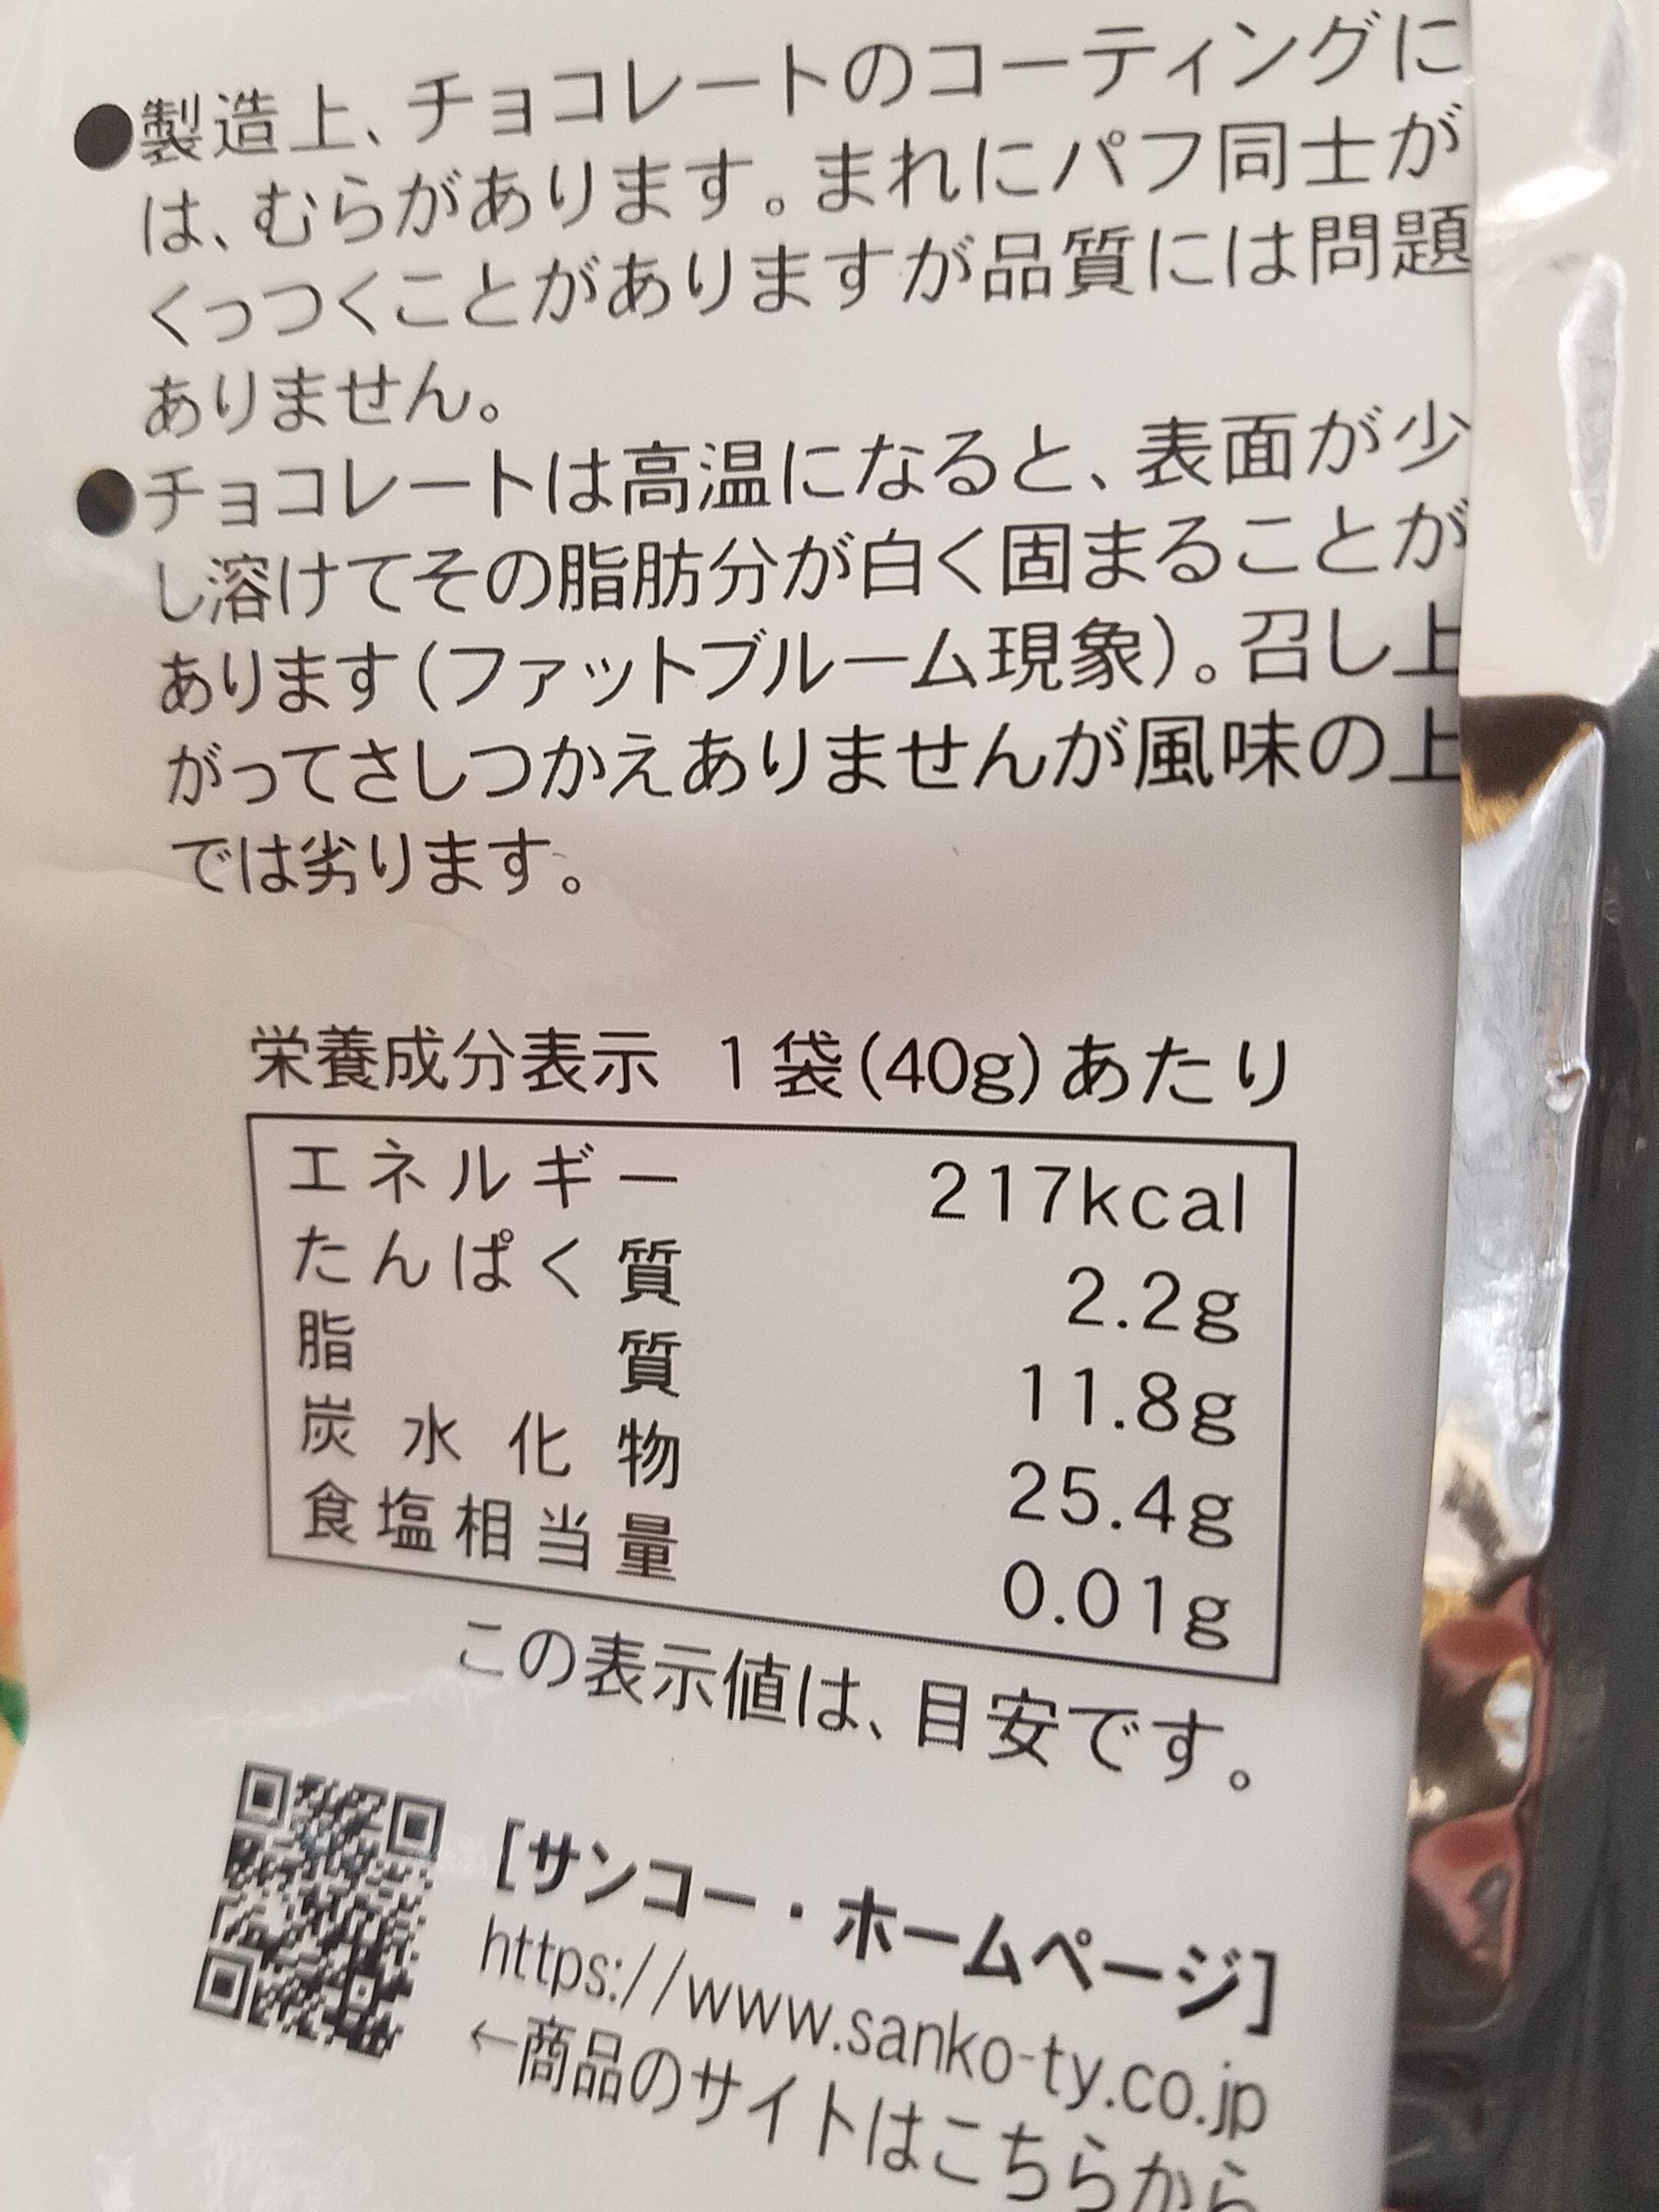 ●製造上、チョコレートのコーティングに
は、むらがあります。まれにパフ同士が
くっつくことがありますが品質には問題
ありません。
●チョコレートは高温になると、表面が少
し溶けてその脂肪分が白く固まることが
あります(ファットブルーム現象)。召し上
がってさしつかえありませんが風味の上
では劣ります。
栄養成分表示 1袋(40g)あたり
エネルギー 217kcal
たんぱく質 2.2g
脂質 11.8g
炭水化物 25.4g
食塩相当量 0.01g
この表示値は、目安です。
[サンコー・ホームページ]
https://www.sanko-ty.co.jp
←商品のサイトはこちらから